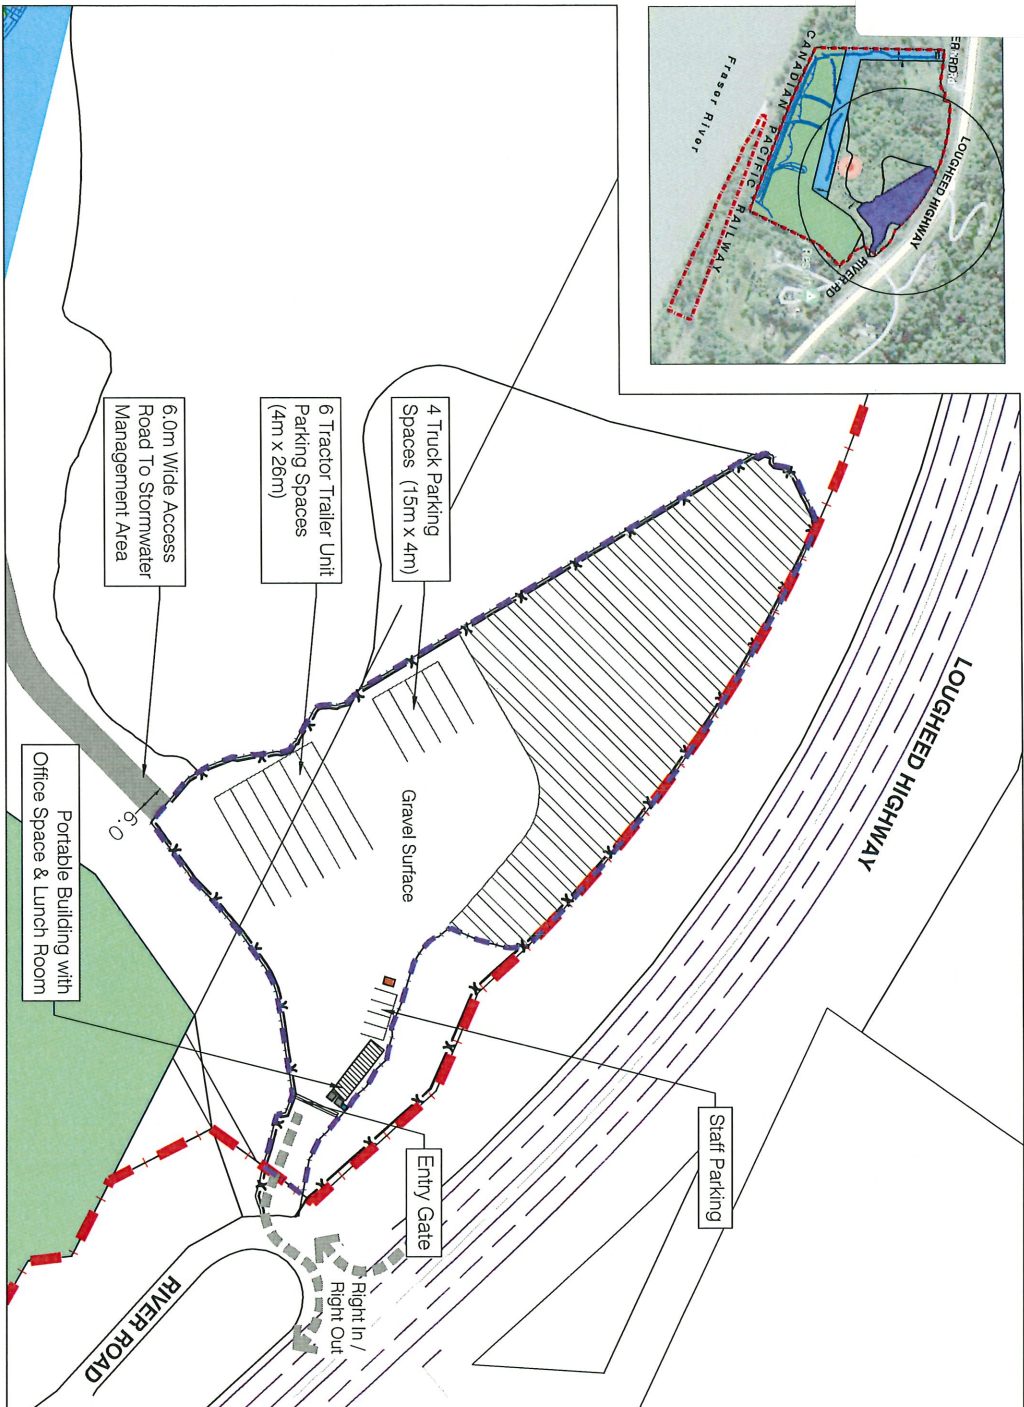 Fraser River
CANADIAN PACIFIC RAILWAY
LOUGHEED HIGHWAY
RIVER RD
LOUGHEED HIGHWAY
4 Truck Parking
Spaces (15m x 4m)
6 Tractor Trailer Unit
Parking Spaces
(4m x 26m)
6.0m Wide Access
Road To Stormwater
Management Area
Gravel Surface
6.0
Portable Building with
Office Space & Lunch Room
Staff Parking
Entry Gate
Right In /
Right Out
RIVER ROAD